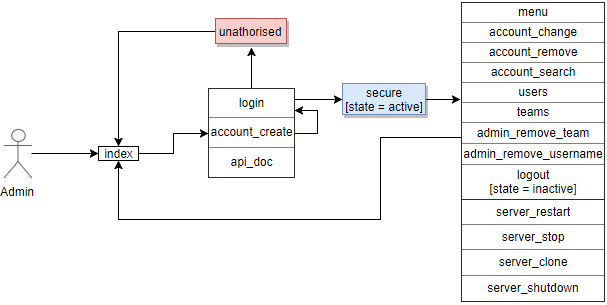 unathorised
Admin
index
login
account_create
api_doc
secure
[state = active]
menu
account_change
account_remove
account_search
users
teams
admin_remove_team
admin_remove_username
logout
[state = inactive]
server_restart
server_stop
server_clone
server_shutdown